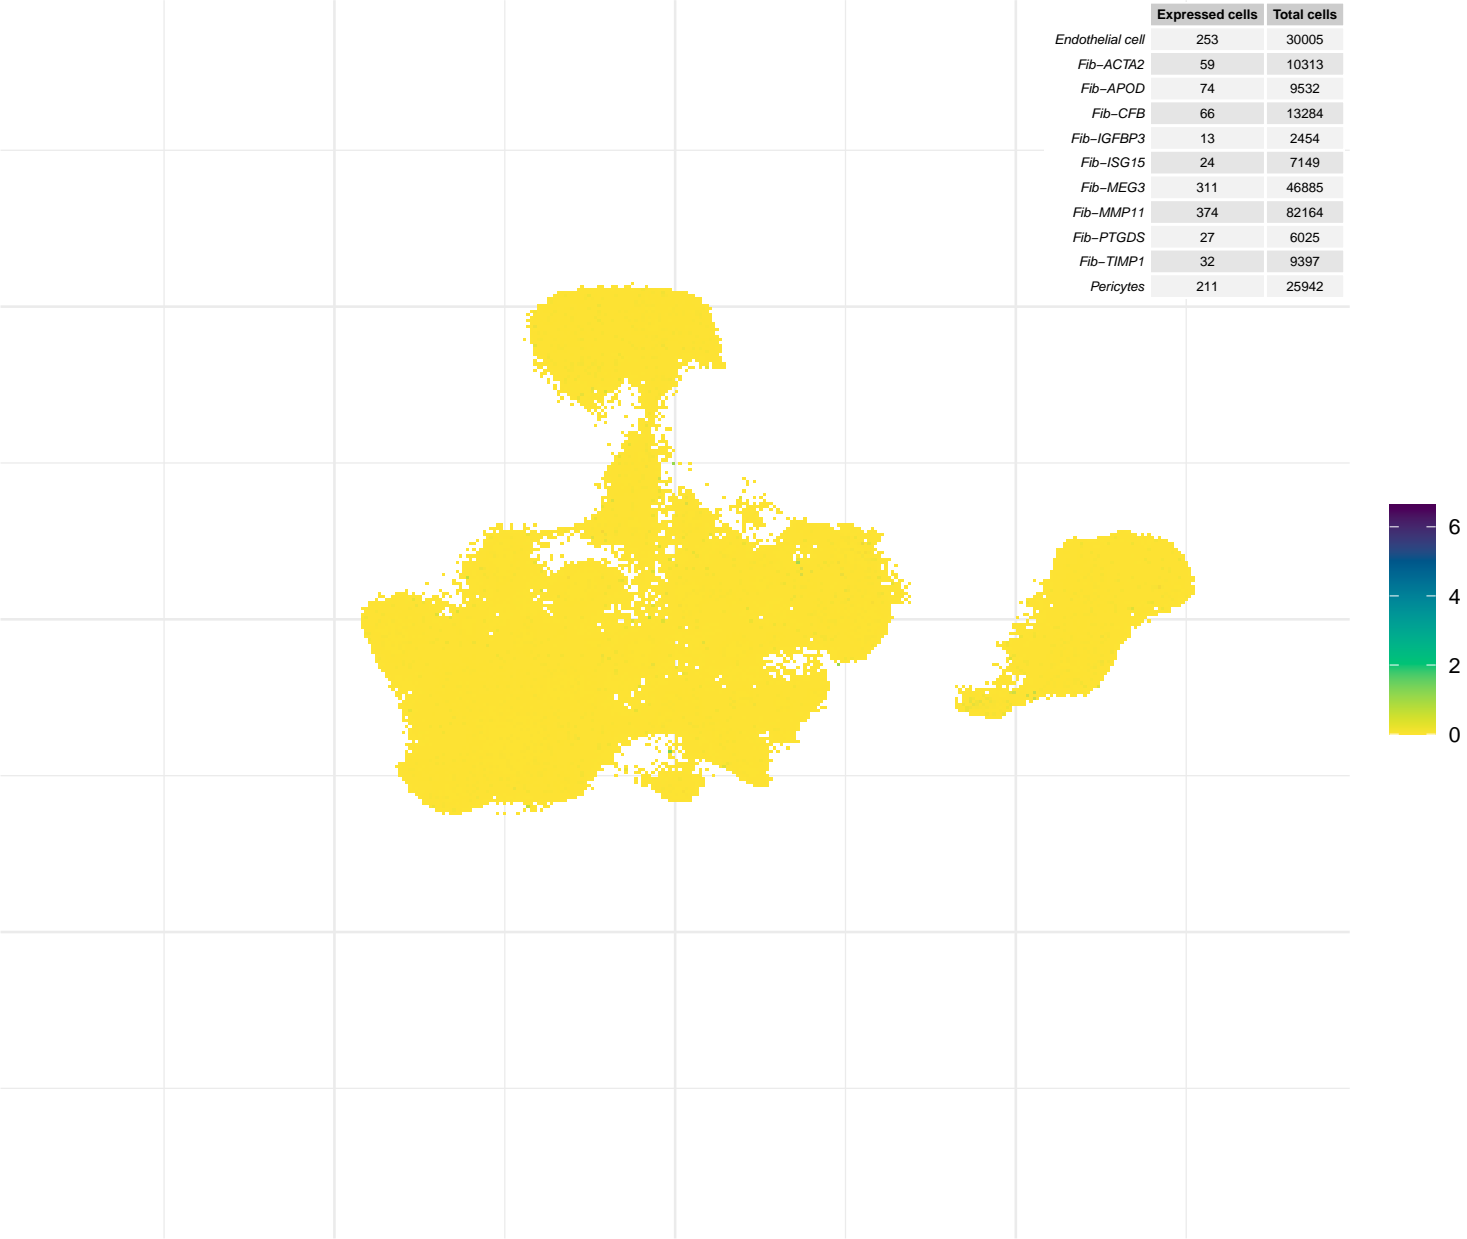 Expressed cells Total cells
Endothelial cell 253 30005
Fib−ACTA2 59 10313
Fib−APOD 74 9532
Fib−CFB 66 13284
Fib−IGFBP3 13 2454
Fib−ISG15 24 7149
Fib−MEG3 311 46885
Fib−MMP11 374 82164
Fib−PTGDS 27 6025
Fib−TIMP1 32 9397
Pericytes 211 25942
6
4
2
0